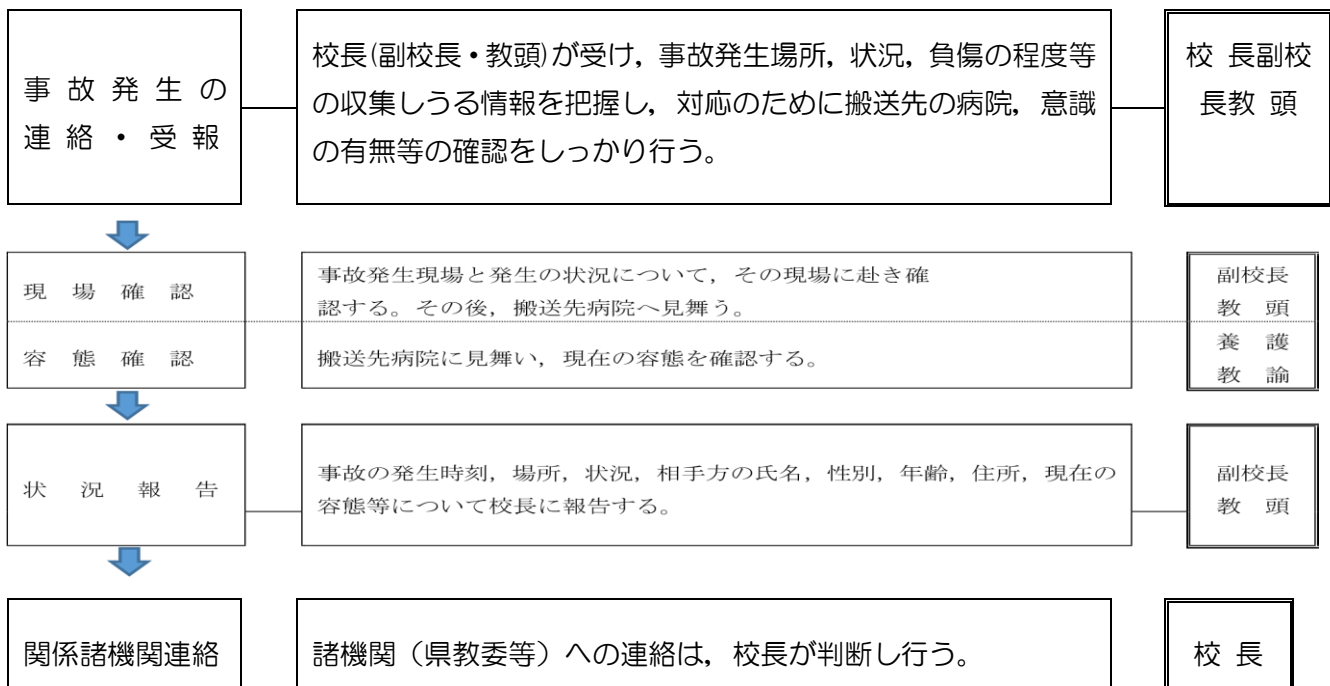 事故発生の
連絡・受報
校長(副校長・教頭)が受け，事故発生場所，状況，負傷の程度等
の収集しうる情報を把握し，対応のために搬送先の病院，意識
の有無等の確認をしっかり行う。
校 長副校
長教 頭
現場確認
事故発生現場と発生の状況について，その現場に赴き確
認する。その後，搬送先病院へ見舞う。
副校長
教 頭
容態確認
搬送先病院に見舞い，現在の容態を確認する。
養 護
教 諭
状況報告
事故の発生時刻，場所，状況，相手方の氏名，性別，年齢，住所，現在の
容態等について校長に報告する。
副校長
教 頭
関係諸機関連絡
諸機関（県教委等）への連絡は，校長が判断し行う。
校 長